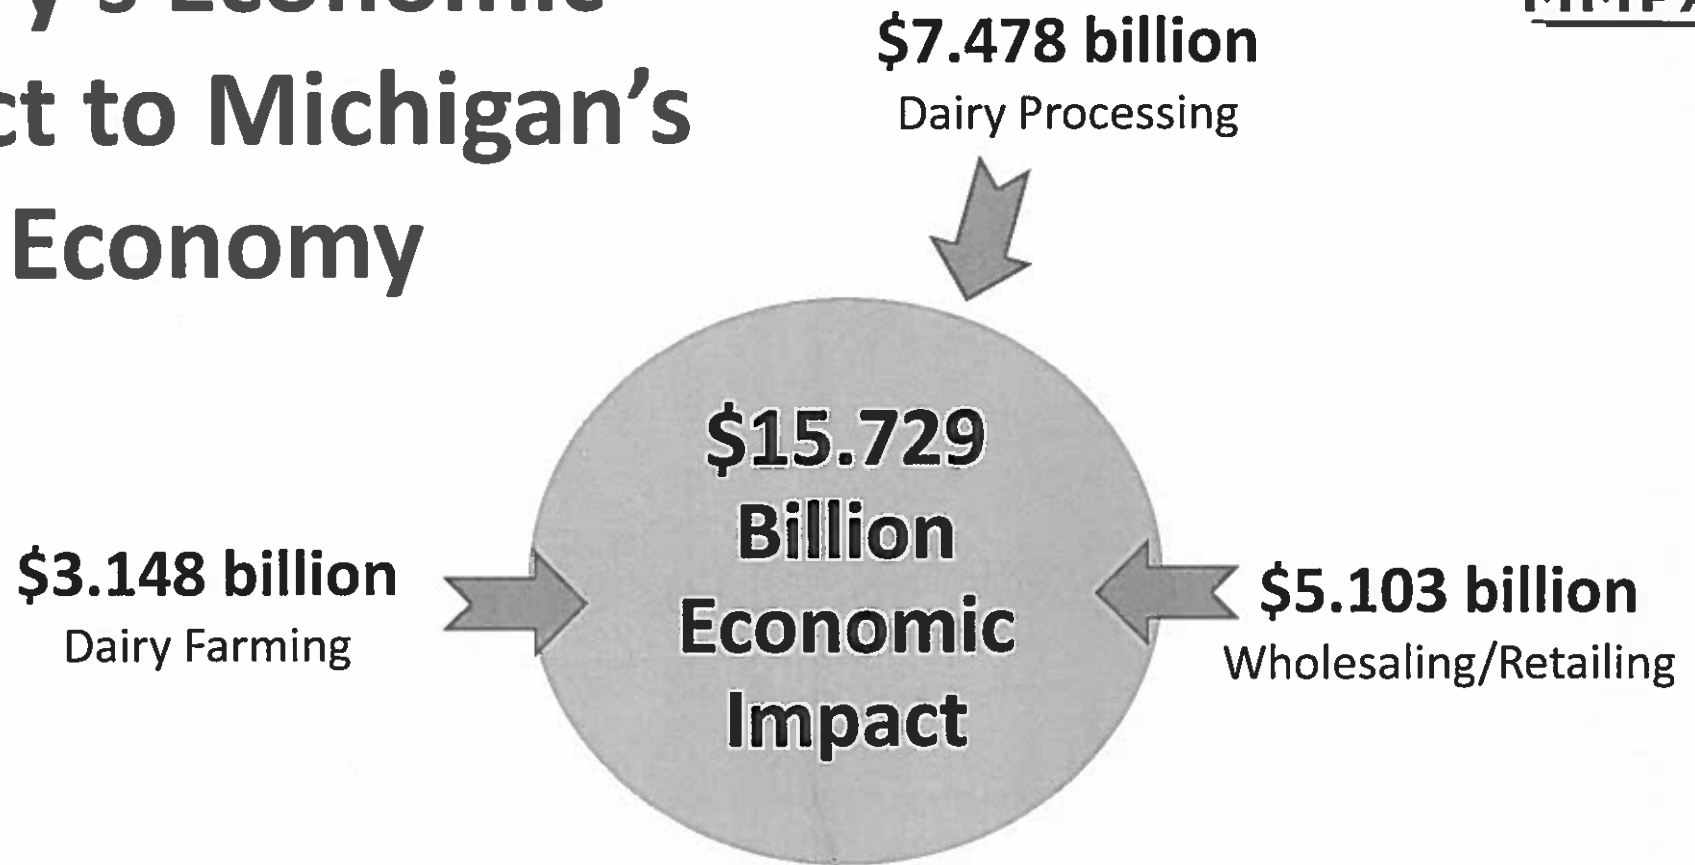 y's Economic
ct to Michigan's
Economy
$7.478 billion
Dairy Processing
$15.729
Billion
Economic
Impact
$3.148 billion
Dairy Farming
$5.103 billion
Wholesaling/Retailing